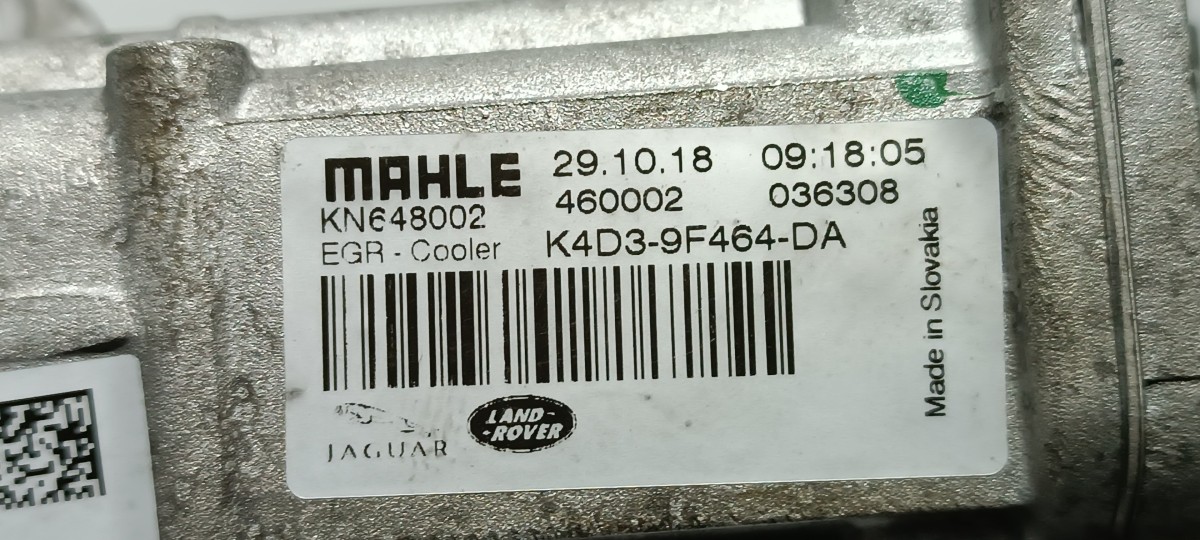 MAHLE 29.10.18 09:18:05
KN648002 460002 036308
EGR - Cooler K4D3-9F464-DA
Made in Slovakia
JAGUAR
LAND-
-ROVER